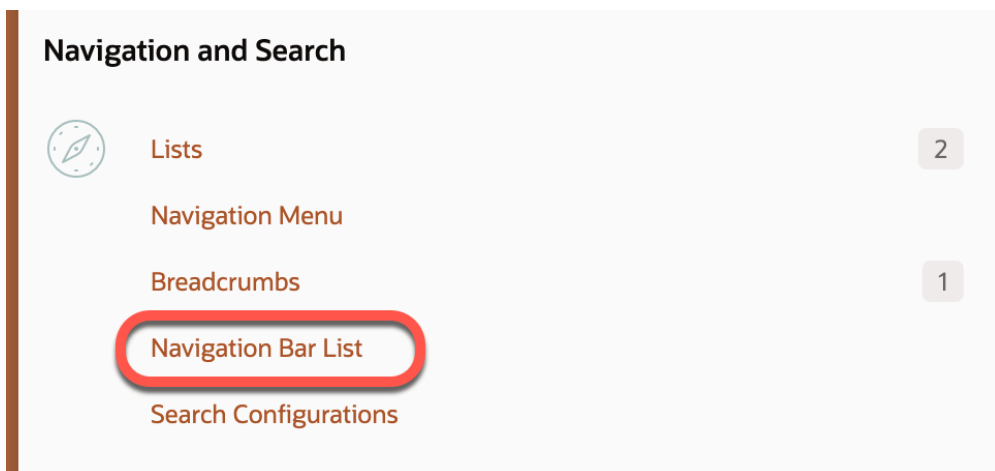 Navigation and Search
Lists 2
Navigation Menu
Breadcrumbs 1
Navigation Bar List
Search Configurations